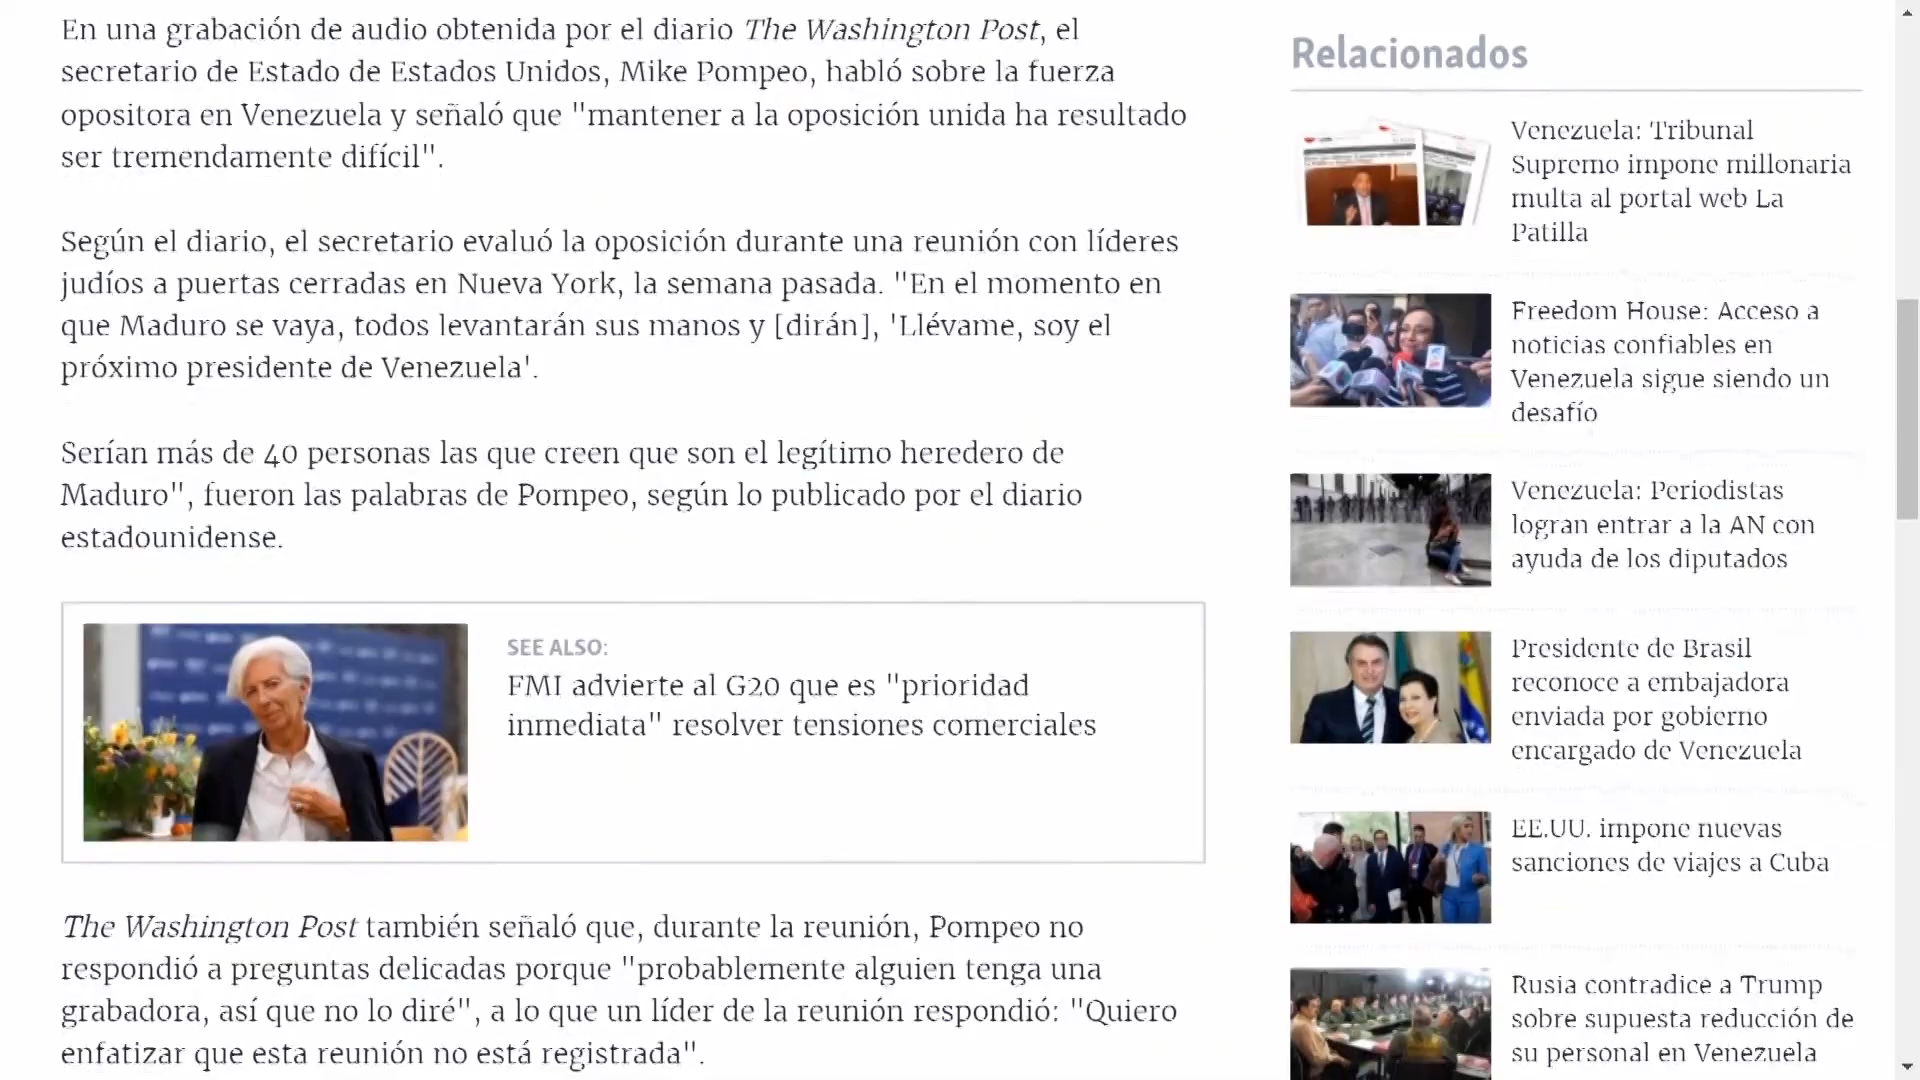 En una grabación de audio obtenida por el diario The Washington Post, el
secretario de Estado de Estados Unidos, Mike Pompeo, habló sobre la fuerza
opositora en Venezuela y señaló que "mantener a la oposición unida ha resultado
ser tremendamente difícil".
Según el diario, el secretario evaluó la oposición durante una reunión con líderes
judíos a puertas cerradas en Nueva York, la semana pasada. "En el momento en
que Maduro se vaya, todos levantarán sus manos y [dirán], 'Llévame, soy el
próximo presidente de Venezuela'.
Serían más de 40 personas las que creen que son el legítimo heredero de
Maduro", fueron las palabras de Pompeo, según lo publicado por el diario
estadounidense.
SEE ALSO:
FMI advierte al G20 que es "prioridad
inmediata" resolver tensiones comerciales
The Washington Post también señaló que, durante la reunión, Pompeo no
respondió a preguntas delicadas porque "probablemente alguien tenga una
grabadora, así que no lo diré", a lo que un líder de la reunión respondió: "Quiero
enfatizar que esta reunión no está registrada".
Relacionados
Venezuela: Tribunal
Supremo impone millonaria
multa al portal web La
Patilla
Freedom House: Acceso a
noticias confiables en
Venezuela sigue siendo un
desafío
Venezuela: Periodistas
logran entrar a la AN con
ayuda de los diputados
Presidente de Brasil
reconoce a embajadora
enviada por gobierno
encargado de Venezuela
EE.UU. impone nuevas
sanciones de viajes a Cuba
Rusia contradice a Trump
sobre supuesta reducción de
su personal en Venezuela